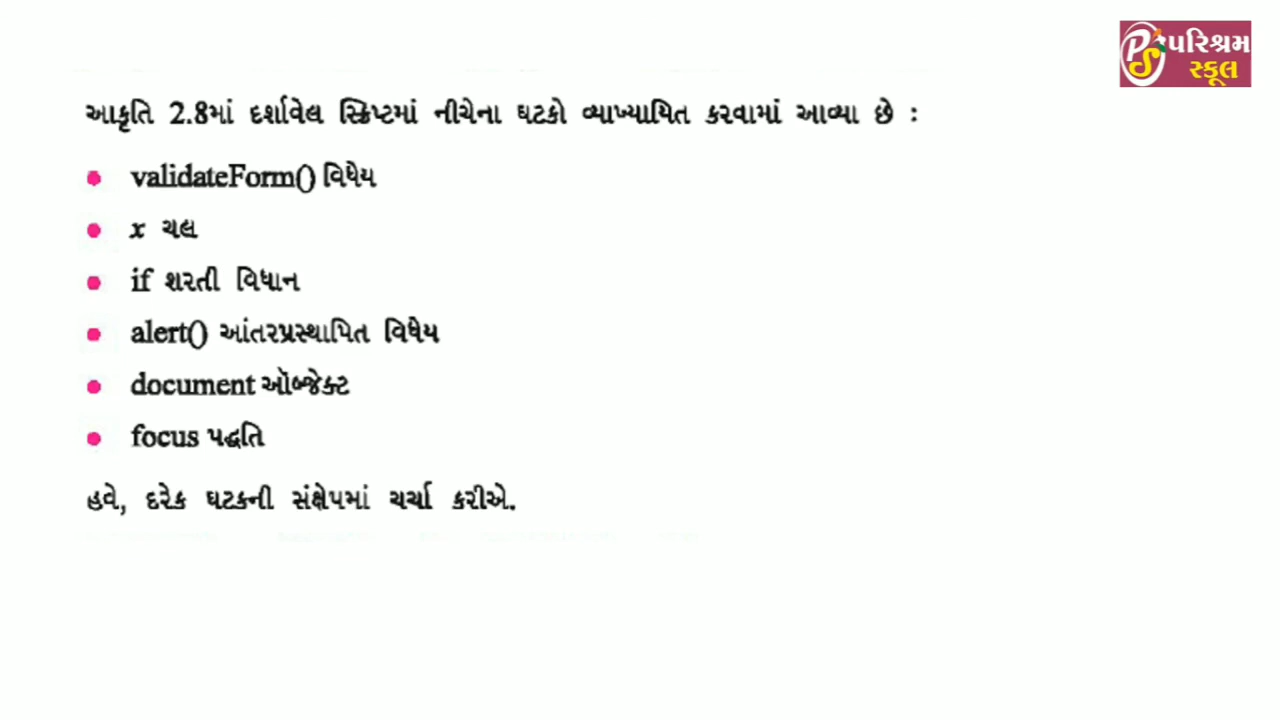 PS પરિશ્રમ
સ્કૂલ
આકૃતિ 2.8માં દર્શાવેલ સ્ક્રિપ્ટમાં નીચેના ઘટકો વ્યાખ્યાયિત કરવામાં આવ્યા છે :
• validateForm() વિધેય
• x ચલ
• if શરતી વિધાન
• alert() આંતરપ્રસ્થાપિત વિધેય
• document ઑબ્જેક્ટ
• focus પદ્ધતિ
હવે, દરેક ઘટકની સંક્ષેપમાં ચર્ચા કરીએ.